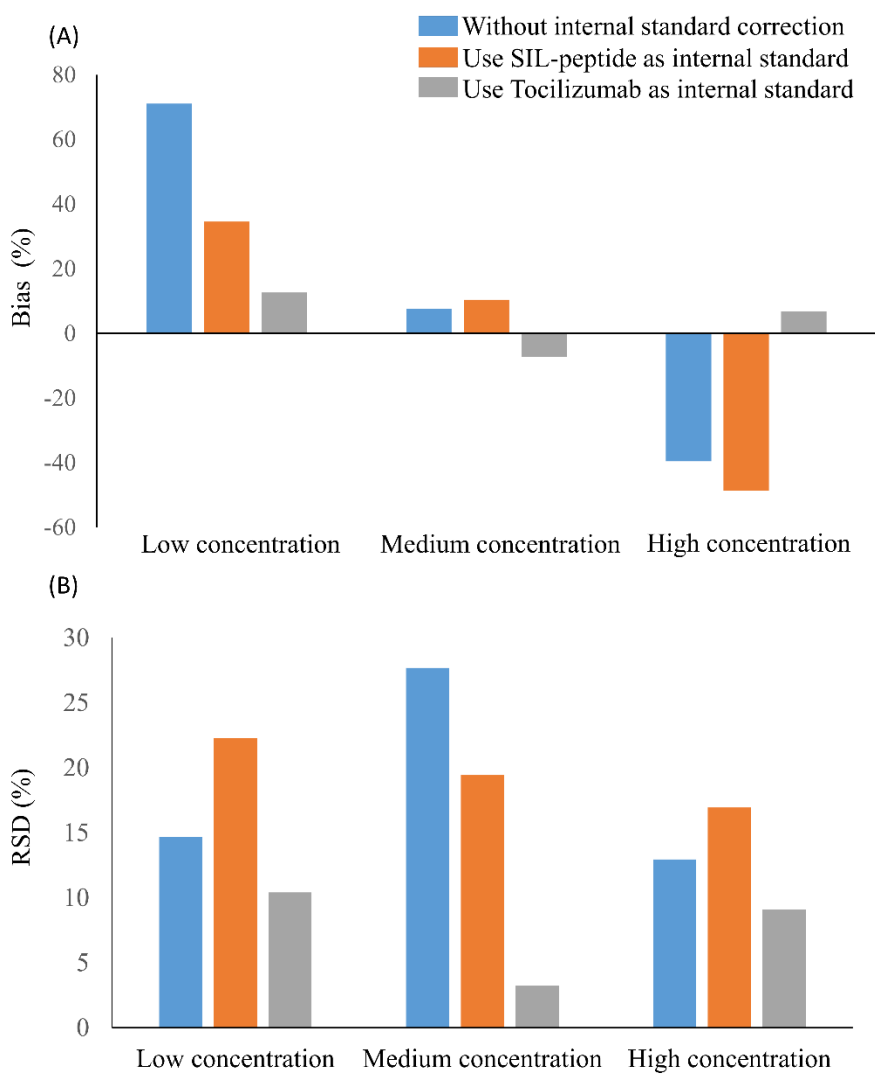 (A)
Without internal standard correction
Use SIL-peptide as internal standard
Use Tocilizumab as internal standard
80
60
40
20
0
-20
-40
-60
Bias (%)
Low concentration Medium concentration High concentration
(B)
30
25
20
15
10
5
0
RSD (%)
Low concentration Medium concentration High concentration